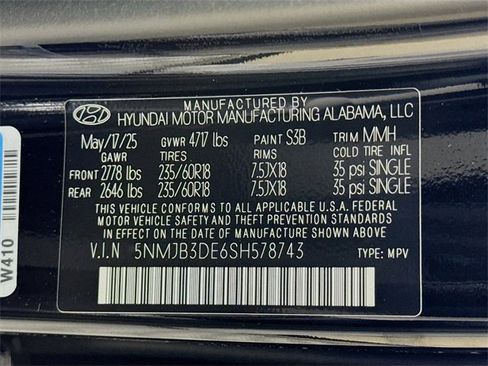 MANUFACTURED BY
HYUNDAI MOTOR MANUFACTURING ALABAMA, LLC
May/17/25 GVWR 4717 lbs PAINT S3B TRIM MMH
GAWR TIRES RIMS COLD TIRE INFL
FRONT 2778 lbs 235/60R18 7.5JX18 35 psi SINGLE
REAR 2646 lbs 235/60R18 7.5JX18 35 psi SINGLE
THIS VEHICLE CONFORMS TO ALL APPLICABLE U.S.A. FEDERAL
MOTOR VEHICLE SAFETY AND THEFT PREVENTION STANDARDS IN
EFFECT ON THE DATE OF MANUFACTURE SHOWN ABOVE.
V.I.N 5NMJB3DE6SH578743 TYPE: MPV
W410